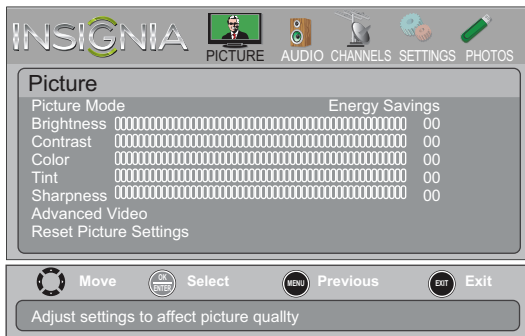 INSIGNIA
PICTURE AUDIO CHANNELS SETTINGS PHOTOS
Picture
Picture Mode Energy Savings
Brightness 00
Contrast 00
Color 00
Tint 00
Sharpness 00
Advanced Video
Reset Picture Settings
Move OK ENTER Select MENU Previous EXIT Exit
Adjust settings to affect picture quallty